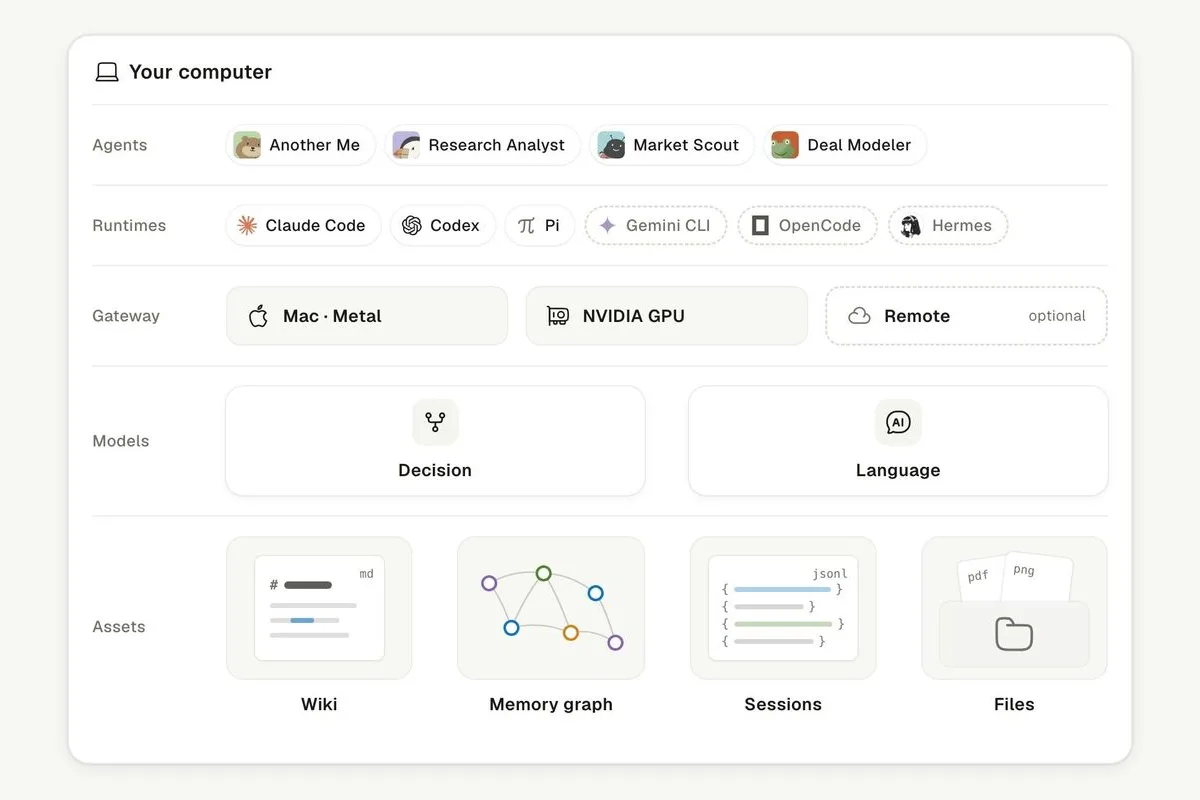 Your computer
Agents
Another Me
Research Analyst
Market Scout
Deal Modeler
Runtimes
Claude Code
Codex
Pi
Gemini CLI
OpenCode
Hermes
Gateway
Mac · Metal
NVIDIA GPU
Remote
optional
Models
Decision
AI
Language
Assets
# md
Wiki
Memory graph
jsonl
{ }
{ }
{ }
{ }
Sessions
pdf
png
Files